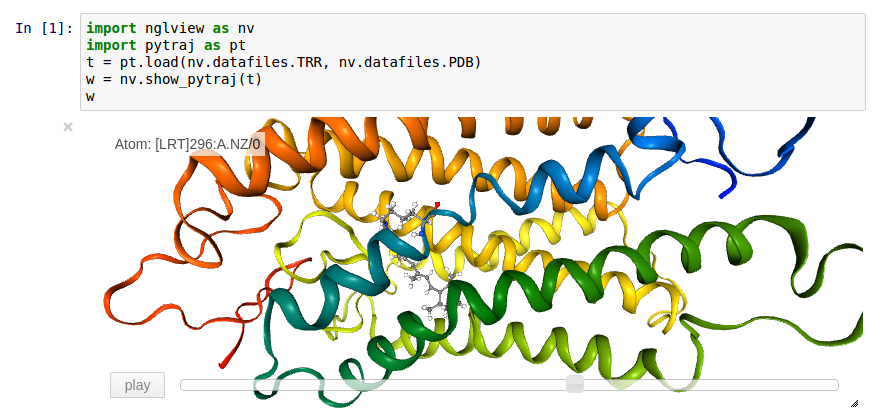 In [1]: import nglview as nv
import pytraj as pt
t = pt.load(nv.datafiles.TRR, nv.datafiles.PDB)
w = nv.show_pytraj(t)
w
×
Atom: [LRT]296:A.NZ/0
play